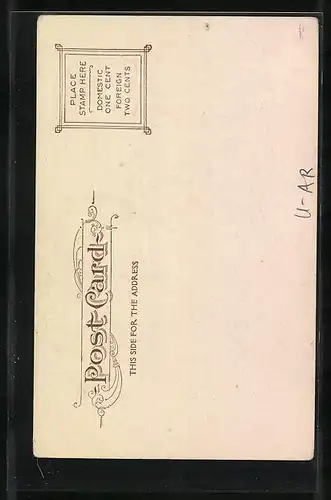 PLACE
STAMP HERE
DOMESTIC
ONE CENT
FOREIGN
TWO CENTS
Post Card
THIS SIDE FOR THE ADDRESS
U-AR